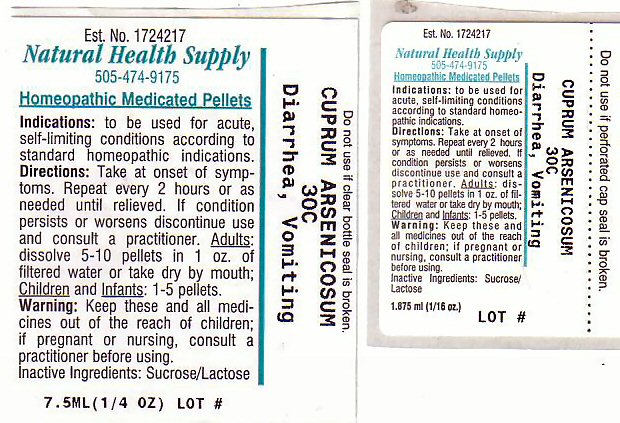 Est. No. 1724217
Natural Health Supply
505-474-9175
Homeopathic Medicated Pellets
Indications: to be used for acute,
self-limiting conditions according to
standard homeopathic indications.
Directions: Take at onset of symp-
toms. Repeat every 2 hours or as
needed until relieved. If condition
persists or worsens discontinue use
and consult a practitioner. Adults:
dissolve 5-10 pellets in 1 oz. of
filtered water or take dry by mouth;
Children and Infants: 1-5 pellets.
Warning: Keep these and all medi-
cines out of the reach of children;
if pregnant or nursing, consult a
practitioner before using.
Inactive Ingredients: Sucrose/Lactose
7.5ML(1/4 OZ) LOT #
Do not use if clear bottle seal is broken.
CUPRUM ARSENICOSUM
30C
Diarrhea, Vomiting
Est. No. 1724217
Natural Health Supply
505-474-9175
Homeopathic Medicated Pellets
Indications: to be used for
acute, self-limiting conditions
according to standard homeo-
pathic indications.
Directions: Take at onset of
symptoms. Repeat every 2 hours
or as needed until relieved. If
condition persists or worsens
discontinue use and consult a
practitioner. Adults: dis-
solve 5-10 pellets in 1 oz. of fil-
tered water or take dry by mouth;
Children and Infants: 1-5 pellets.
Warning: Keep these and
all medicines out of the reach
of children; if pregnant or
nursing, consult a practitioner
before using.
Inactive Ingredients: Sucrose/
Lactose
1.875 ml (1/16 oz.)
LOT #
CUPRUM ARSENICOSUM
30C
Diarrhea, Vomiting
Do not use if perforated cap seal is broken.